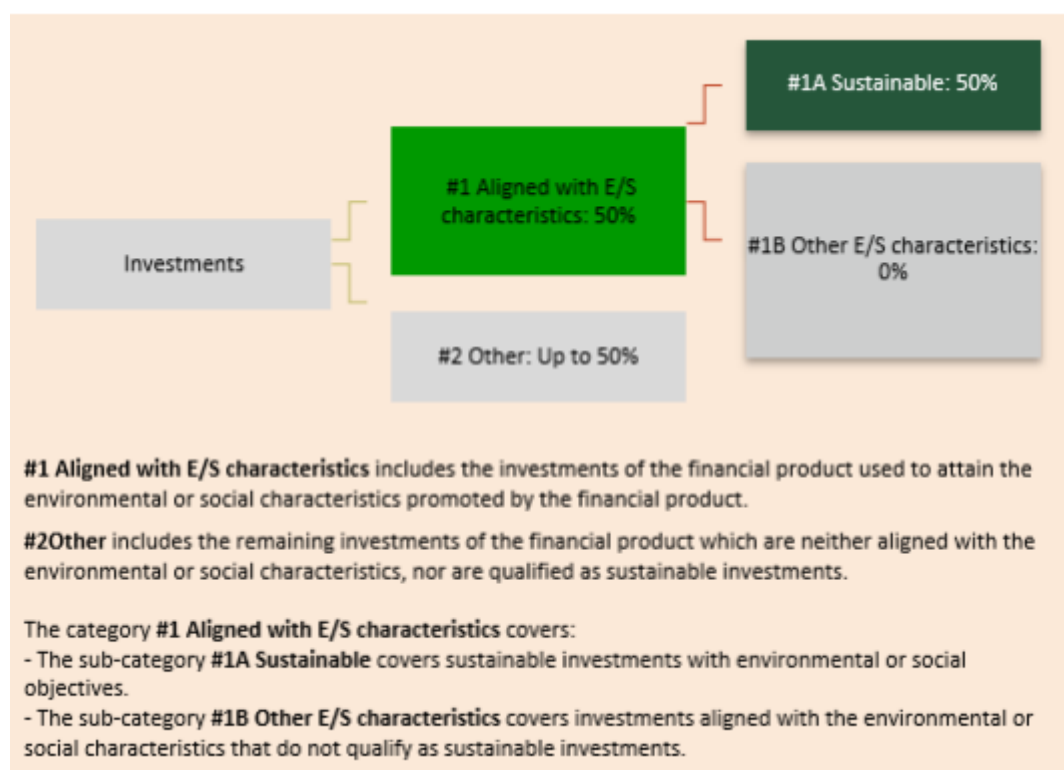 #1A Sustainable: 50%
#1 Aligned with E/S
characteristics: 50%
#1B Other E/S characteristics:
0%
Investments
#2 Other: Up to 50%
#1 Aligned with E/S characteristics includes the investments of the financial product used to attain the
environmental or social characteristics promoted by the financial product.
#2Other includes the remaining investments of the financial product which are neither aligned with the
environmental or social characteristics, nor are qualified as sustainable investments.
The category #1 Aligned with E/S characteristics covers:
- The sub-category #1A Sustainable covers sustainable investments with environmental or social
objectives.
- The sub-category #1B Other E/S characteristics covers investments aligned with the environmental or
social characteristics that do not qualify as sustainable investments.